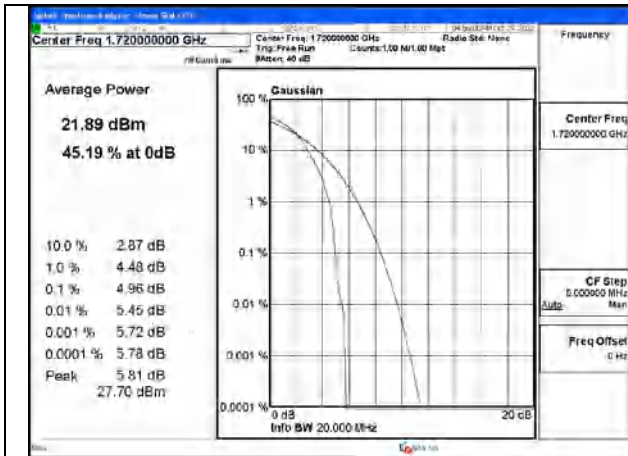 Center Freq 1.720000000 GHz
Center Freq: 1.720000000 GHz
Radio Std: None
Trig: Free Run
Counts:1.00 M/1.00 Mpt
#Atten: 40 dB
Frequency
Average Power
21.89 dBm
45.19 % at 0dB
10.0 % 2.87 dB
1.0 % 4.48 dB
0.1 % 4.96 dB
0.01 % 5.45 dB
0.001 % 5.72 dB
0.0001 % 5.78 dB
Peak 5.81 dB
27.70 dBm
Gaussian
100 %
10 %
1 %
0.1 %
0.01 %
0.001 %
0.0001 %
0 dB
20 dB
Info BW 20.000 MHz
Center Freq
1.720000000 GHz
CF Step
Auto Man
Freq Offset
0 Hz